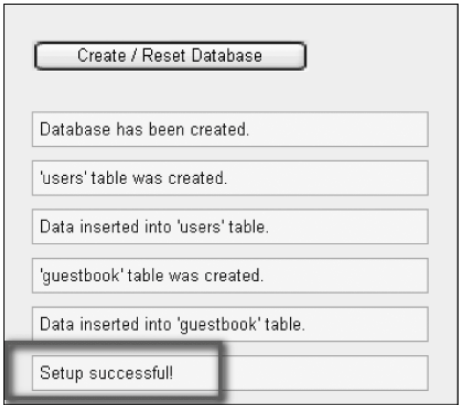 Create / Reset Database
Database has been created.
'users' table was created.
Data inserted into 'users' table.
'guestbook' table was created.
Data inserted into 'guestbook' table.
Setup successful!